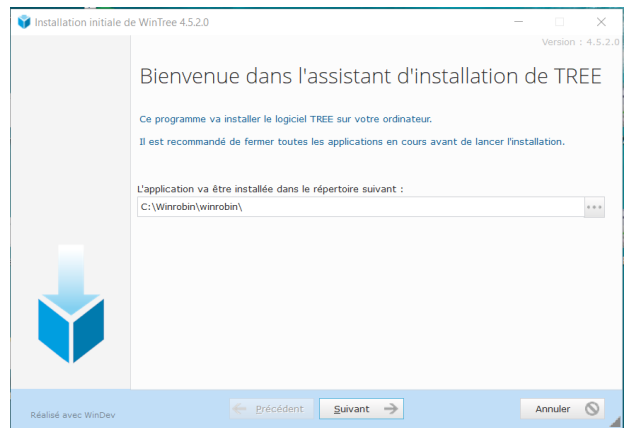 Installation initiale de WinTree 4.5.2.0
Version : 4.5.2.0
Bienvenue dans l'assistant d'installation de TREE
Ce programme va installer le logiciel TREE sur votre ordinateur.
Il est recommandé de fermer toutes les applications en cours avant de lancer l'installation.
L'application va être installée dans le répertoire suivant :
C:\Winrobin\winrobin\
Réalisé avec WinDev
Précédent
Suivant
Annuler